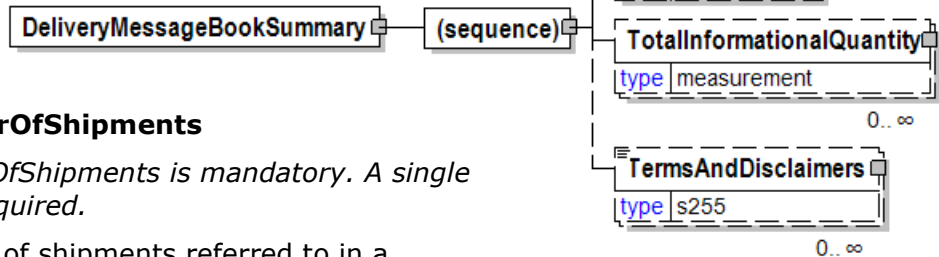 DeliveryMessageBookSummary
(sequence)
TotalInformationalQuantity
type measurement
0.. ∞
TermsAndDisclaimers
type s255
0.. ∞
rOfShipments
OfShipments is mandatory. A single
quired.
of shipments referred to in a